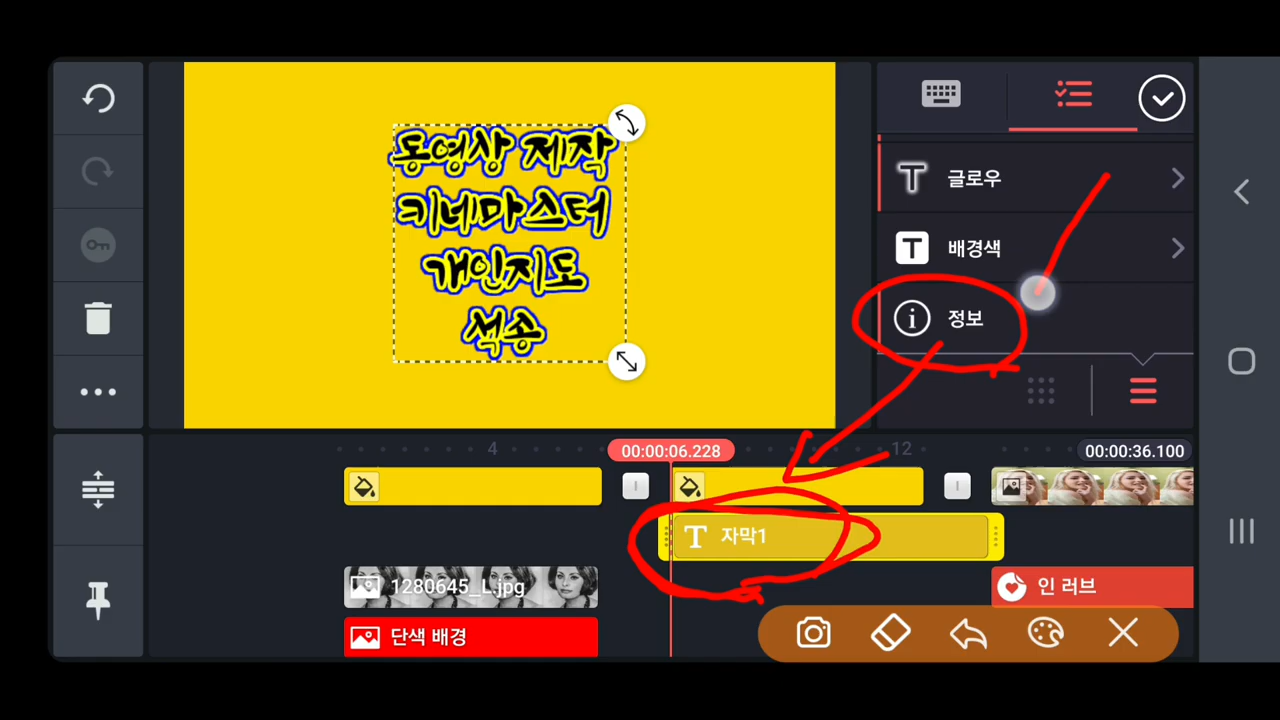 동영상 제작
키네마스터
개인지도
석송
글로우
T 배경색
i 정보
4
00:00:06.228
12
00:00:36.100
T 자막1
1280645_L.jpg
인 러브
단색 배경